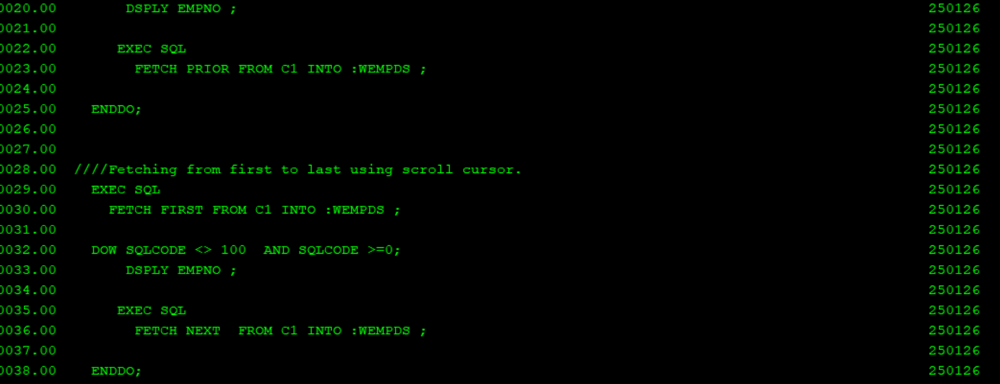 0020.00 DSPLY EMPNO ; 250126
0021.00 250126
0022.00 EXEC SQL 250126
0023.00 FETCH PRIOR FROM C1 INTO :WEMPDS ; 250126
0024.00 250126
0025.00 ENDDO; 250126
0026.00 250126
0027.00 250126
0028.00 ////Fetching from first to last using scroll cursor. 250126
0029.00 EXEC SQL 250126
0030.00 FETCH FIRST FROM C1 INTO :WEMPDS ; 250126
0031.00 250126
0032.00 DOW SQLCODE <> 100 AND SQLCODE >=0; 250126
0033.00 DSPLY EMPNO ; 250126
0034.00 250126
0035.00 EXEC SQL 250126
0036.00 FETCH NEXT FROM C1 INTO :WEMPDS ; 250126
0037.00 250126
0038.00 ENDDO; 250126